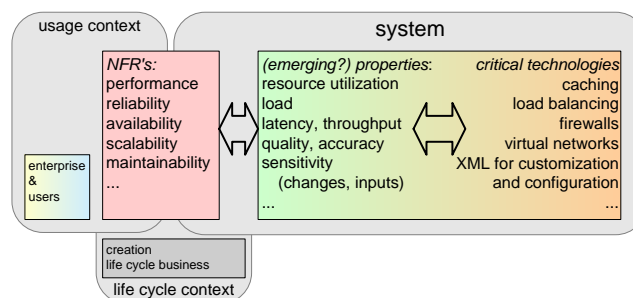 usage context
system
NFR's:
performance
reliability
availability
scalability
maintainability
...
enterprise
&
users
(emerging?) properties:
resource utilization
load
latency, throughput
quality, accuracy
sensitivity
(changes, inputs)
...
critical technologies
caching
load balancing
firewalls
virtual networks
XML for customization
and configuration
...
creation
life cycle business
life cycle context